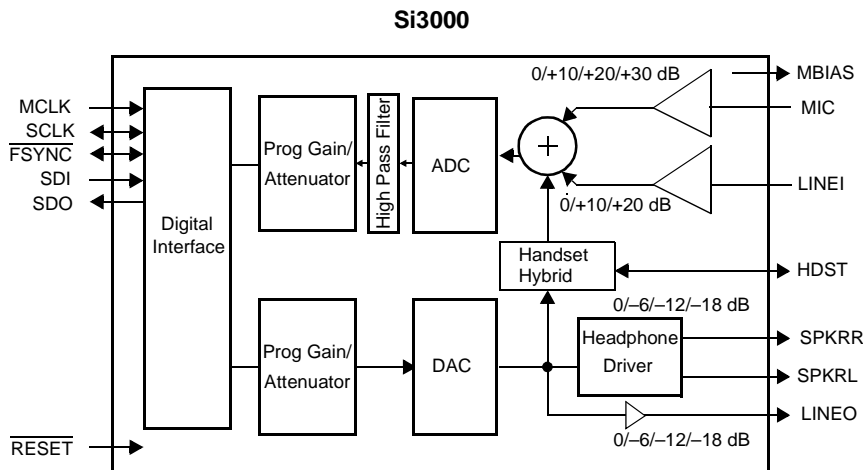 Si3000
0/+10/+20/+30 dB
MBIAS
MCLK
MIC
SCLK
FSYNC
Prog Gain/
Attenuator
High Pass Filter
ADC
+
SDI
LINEI
SDO
Digital
Interface
0/+10/+20 dB
Handset
Hybrid
HDST
0/–6/–12/–18 dB
Prog Gain/
Attenuator
DAC
Headphone
Driver
SPKRR
SPKRL
LINEO
0/–6/–12/–18 dB
RESET